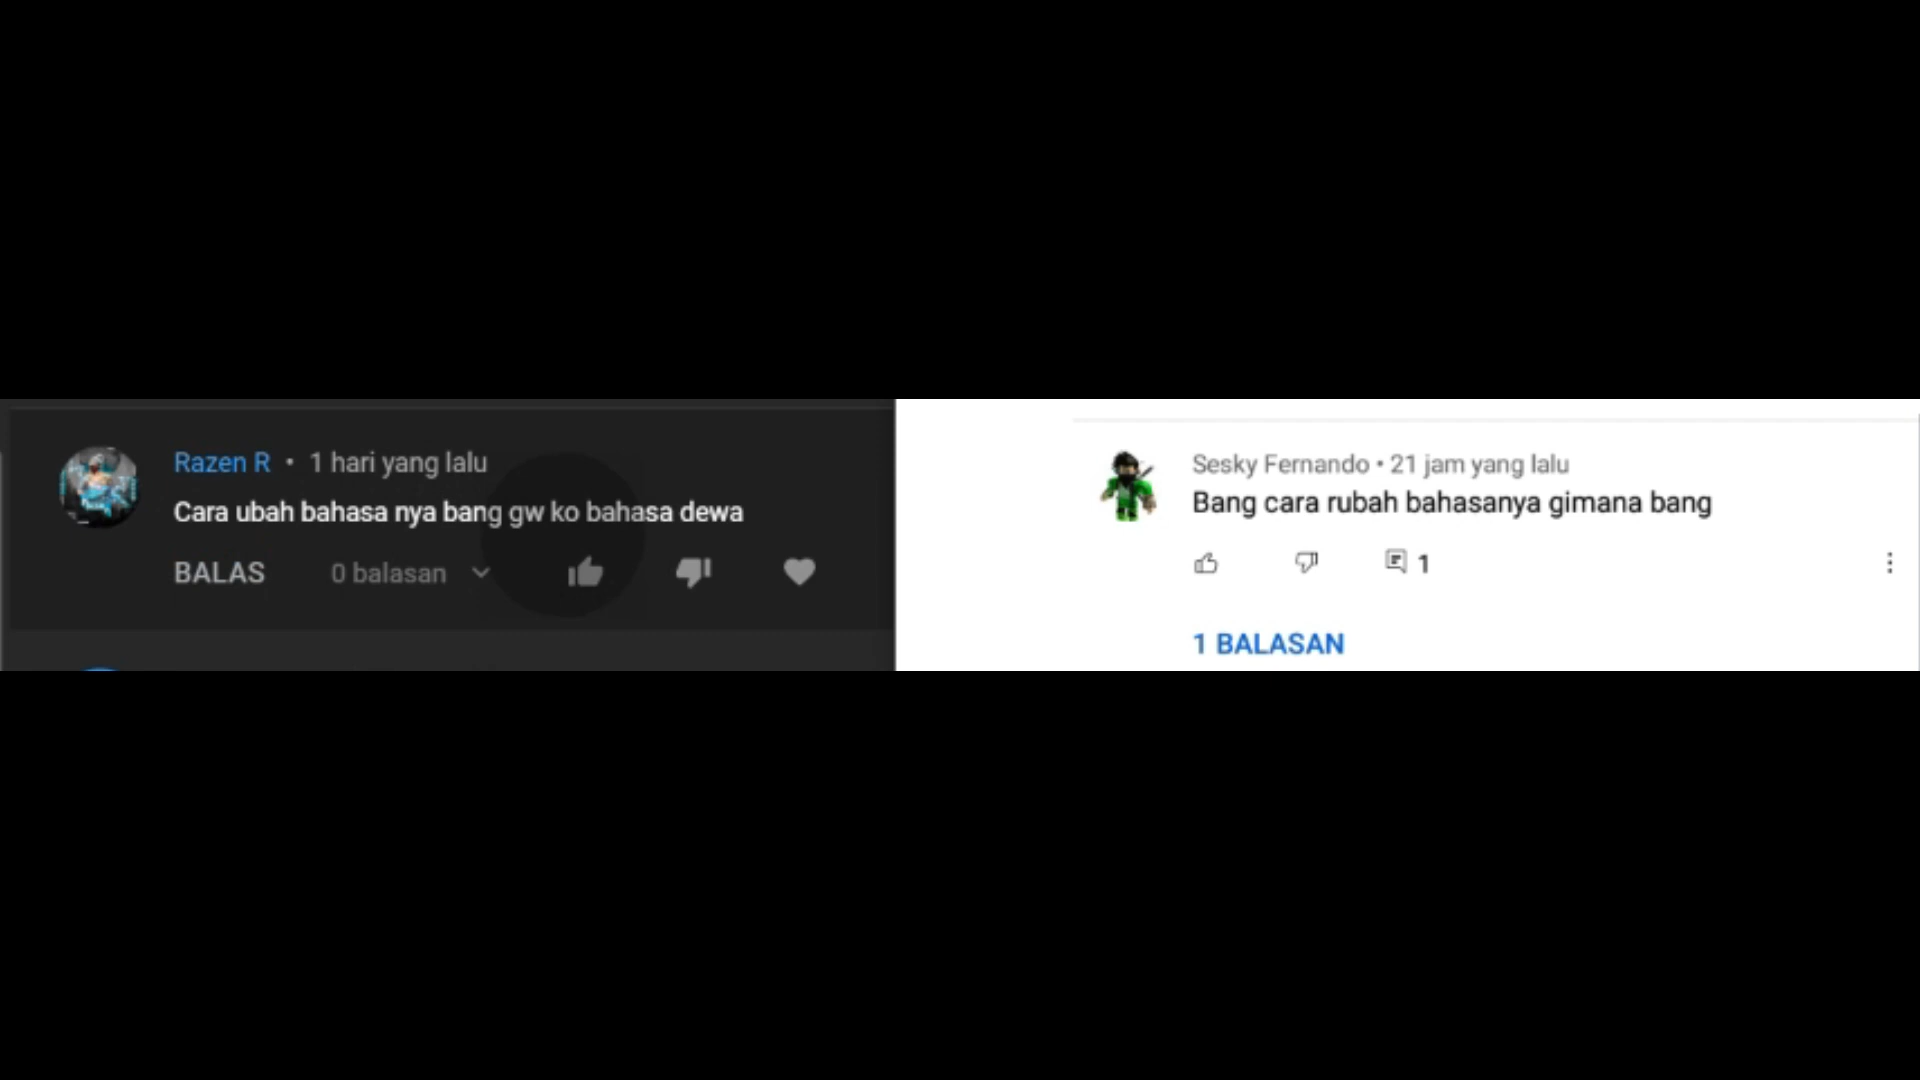 Razen R • 1 hari yang lalu
Cara ubah bahasa nya bang gw ko bahasa dewa
BALAS 0 balasan
Sesky Fernando • 21 jam yang lalu
Bang cara rubah bahasanya gimana bang
1
1 BALASAN